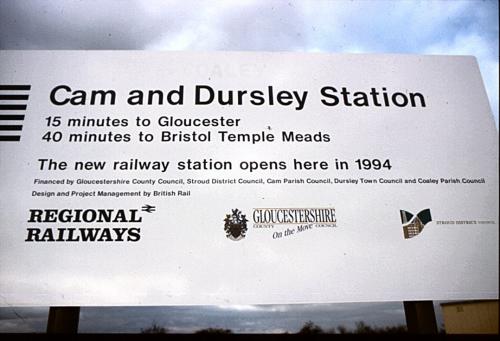 Cam and Dursley Station
15 minutes to Gloucester
40 minutes to Bristol Temple Meads
The new railway station opens here in 1994
Financed by Gloucestershire County Council, Stroud District Council, Cam Parish Council, Dursley Town Council and Coaley Parish Council
Design and Project Management by British Rail
REGIONAL
RAILWAYS
GLOUCESTERSHIRE
COUNTY COUNCIL
On the Move
STROUD DISTRICT COUNCIL